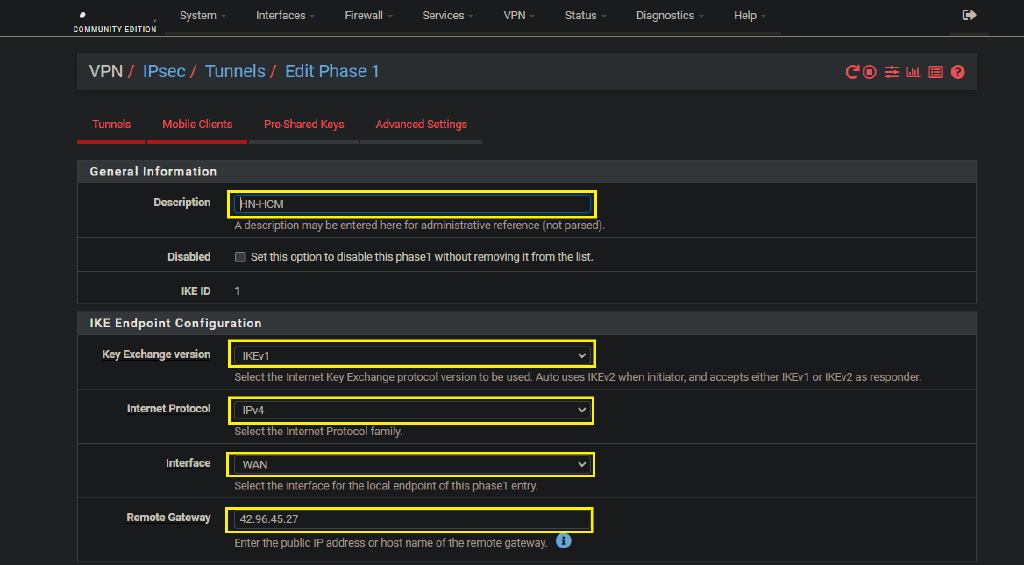 System Interfaces Firewall Services VPN Status Diagnostics Help
COMMUNITY EDITION
VPN / IPsec / Tunnels / Edit Phase 1
Tunnels Mobile Clients Pre-Shared Keys Advanced Settings
General Information
Description HN-HCM
A description may be entered here for administrative reference (not parsed).
Disabled Set this option to disable this phase1 without removing it from the list.
IKE ID 1
IKE Endpoint Configuration
Key Exchange version IKEv1
Select the Internet Key Exchange protocol version to be used. Auto uses IKEv2 when initiator, and accepts either IKEv1 or IKEv2 as responder.
Internet Protocol IPv4
Select the Internet Protocol family.
Interface WAN
Select the interface for the local endpoint of this phase1 entry.
Remote Gateway 42.96.45.27
Enter the public IP address or host name of the remote gateway.